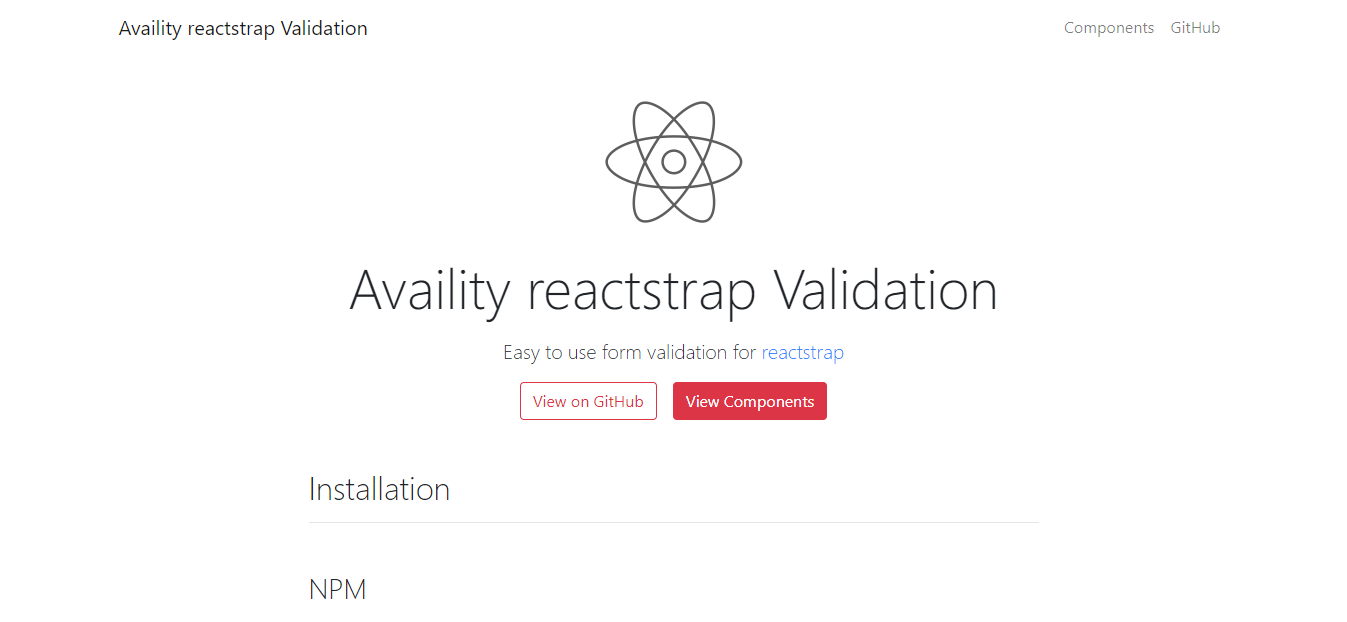 Availity reactstrap Validation
Components GitHub
Availity reactstrap Validation
Easy to use form validation for reactstrap
View on GitHub View Components
Installation
NPM